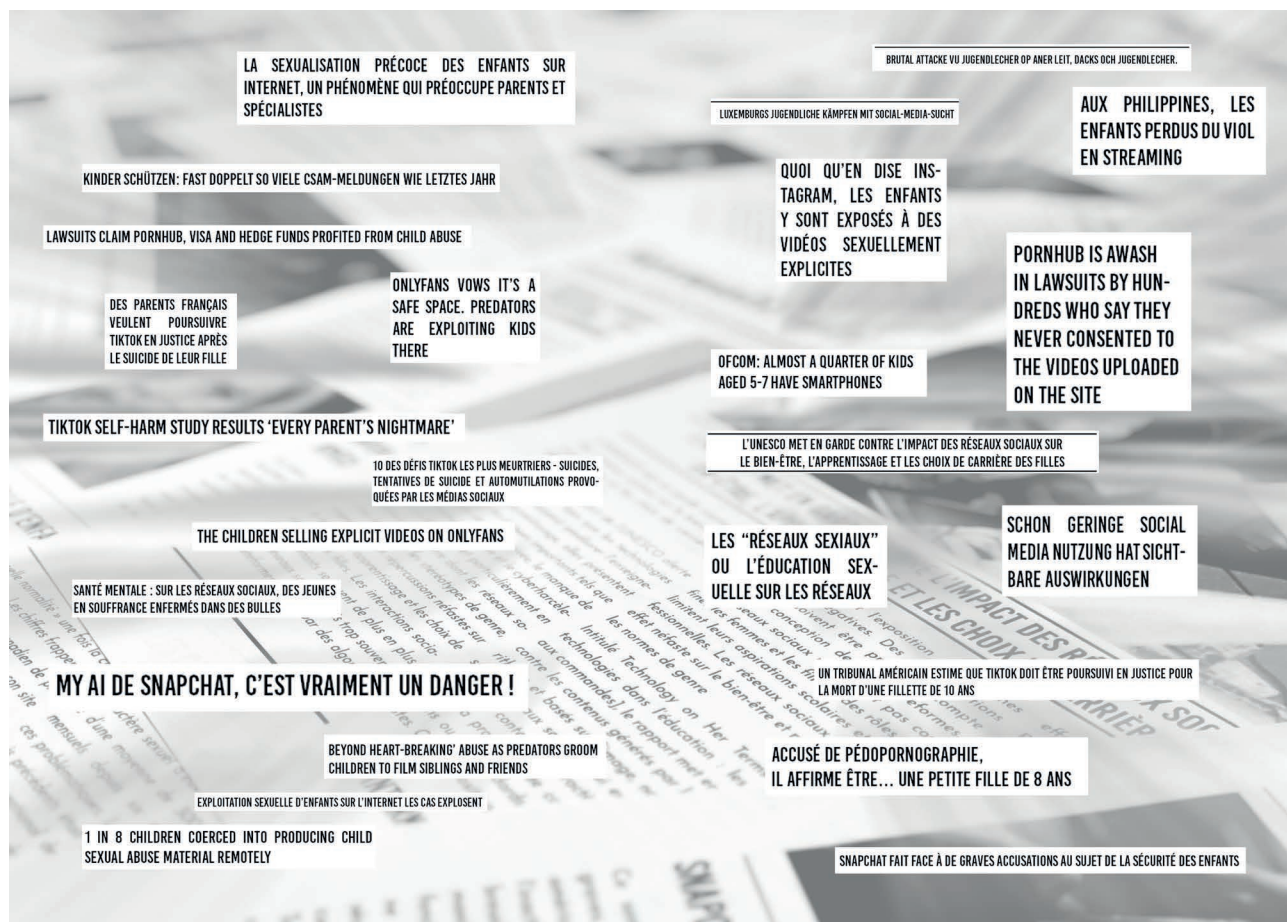 LA SEXUALISATION PRÉCOCE DES ENFANTS SUR
INTERNET, UN PHÉNOMÈNE QUI PRÉOCCUPE PARENTS ET
SPÉCIALISTES
KINDER SCHÜTZEN: FAST DOPPELT SO VIELE CSAM-MELDUNGEN WIE LETZTES JAHR
LAWSUITS CLAIM PORNHUB, VISA AND HEDGE FUNDS PROFITED FROM CHILD ABUSE
DES PARENTS FRANÇAIS
VEULENT POURSUIVRE
TIKTOK EN JUSTICE APRÈS
LE SUICIDE DE LEUR FILLE
ONLYFANS VOWS IT'S A
SAFE SPACE. PREDATORS
ARE EXPLOITING KIDS
THERE
TIKTOK SELF-HARM STUDY RESULTS ‘EVERY PARENT’S NIGHTMARE’
10 DES DÉFIS TIKTOK LES PLUS MEURTRIERS - SUICIDES,
TENTATIVES DE SUICIDE ET AUTOMUTILATIONS PROVO-
QUÉES PAR LES MÉDIAS SOCIAUX
THE CHILDREN SELLING EXPLICIT VIDEOS ON ONLYFANS
SANTÉ MENTALE : SUR LES RÉSEAUX SOCIAUX, DES JEUNES
EN SOUFFRANCE ENFERMÉS DANS DES BULLES
MY AI DE SNAPCHAT, C’EST VRAIMENT UN DANGER !
BEYOND HEART-BREAKING’ ABUSE AS PREDATORS GROOM
CHILDREN TO FILM SIBLINGS AND FRIENDS
EXPLOITATION SEXUELLE D’ENFANTS SUR L’INTERNET LES CAS EXPLOSENT
1 IN 8 CHILDREN COERCED INTO PRODUCING CHILD
SEXUAL ABUSE MATERIAL REMOTELY
BRUTAL ATTACKE VU JUGENDLECHER OP ANER LEIT, DACKS OCH JUGENDLECHER.
LUXEMBURGS JUGENDLICHE KÄMPFEN MIT SOCIAL-MEDIA-SUCHT
AUX PHILIPPINES, LES
ENFANTS PERDUS DU VIOL
EN STREAMING
QUOI QU’EN DISE INS-
TAGRAM, LES ENFANTS
Y SONT EXPOSÉS À DES
VIDÉOS SEXUELLEMENT
EXPLICITES
PORNHUB IS AWASH
IN LAWSUITS BY HUN-
DREDS WHO SAY THEY
NEVER CONSENTED TO
THE VIDEOS UPLOADED
ON THE SITE
OFCOM: ALMOST A QUARTER OF KIDS
AGED 5-7 HAVE SMARTPHONES
L’UNESCO MET EN GARDE CONTRE L’IMPACT DES RÉSEAUX SOCIAUX SUR
LE BIEN-ÊTRE, L’APPRENTISSAGE ET LES CHOIX DE CARRIÈRE DES FILLES
LES “RÉSEAUX SEXIAUX”
OU L’ÉDUCATION SEX-
UELLE SUR LES RÉSEAUX
SCHON GERINGE SOCIAL
MEDIA NUTZUNG HAT SICHT-
BARE AUSWIRKUNGEN
UN TRIBUNAL AMÉRICAIN ESTIME QUE TIKTOK DOIT ÊTRE POURSUIVI EN JUSTICE POUR
LA MORT D’UNE FILLETTE DE 10 ANS
ACCUSÉ DE PÉDOPORNOGRAPHIE,
IL AFFIRME ÊTRE... UNE PETITE FILLE DE 8 ANS
SNAPCHAT FAIT FACE À DE GRAVES ACCUSATIONS AU SUJET DE LA SÉCURITÉ DES ENFANTS